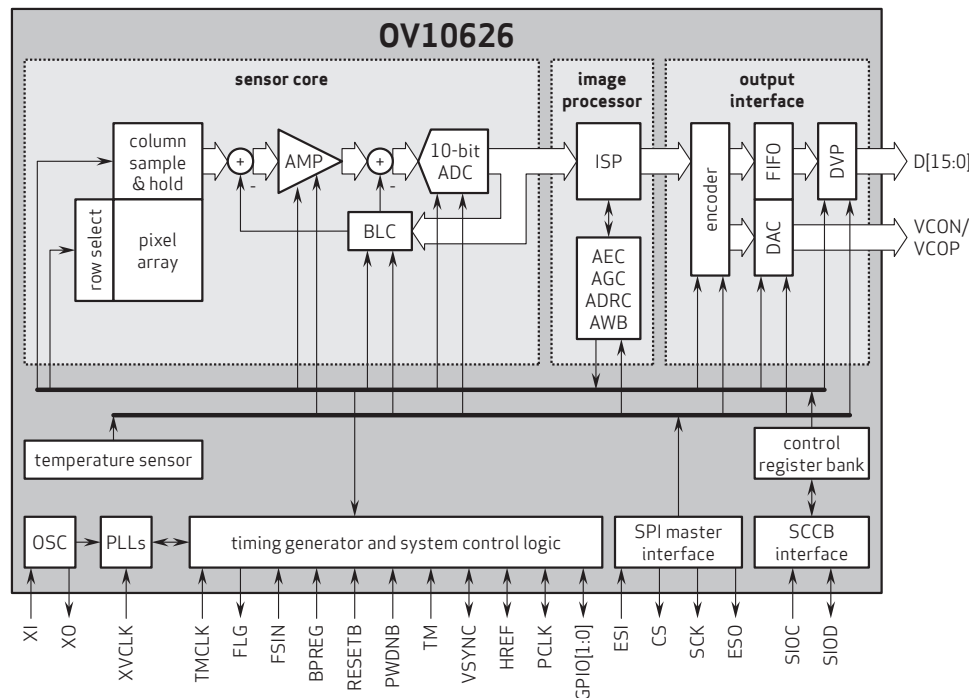 OV10626
sensor core
image
processor
output
interface
column
sample
& hold
row select
pixel
array
+
-
AMP
+
-
10-bit
ADC
BLC
ISP
AEC
AGC
ADRC
AWB
encoder
FIFO
DAC
DVP
D[15:0]
VCON/
VCOP
temperature sensor
control
register bank
OSC
PLLs
timing generator and system control logic
SPI master
interface
SCCB
interface
XI
XO
XVCLK
TMCLK
FLG
FSIN
BPREG
RESETB
PWDNB
TM
VSYNC
HREF
PCLK
GPIO[1:0]
ESI
CS
SCK
ESO
SIOC
SIOD